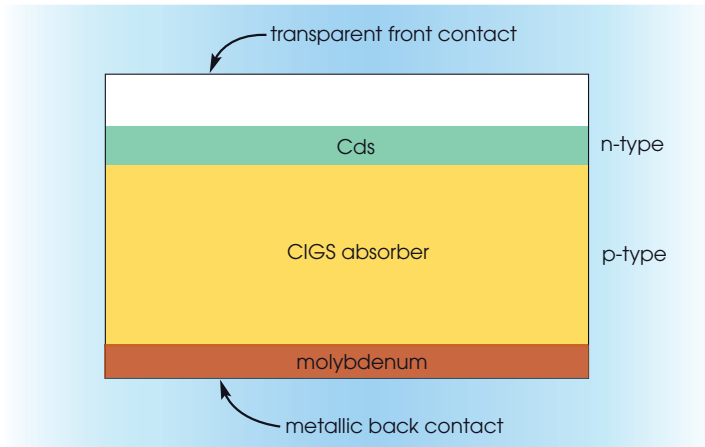 transparent front contact
Cds
n-type
CIGS absorber
p-type
molybdenum
metallic back contact